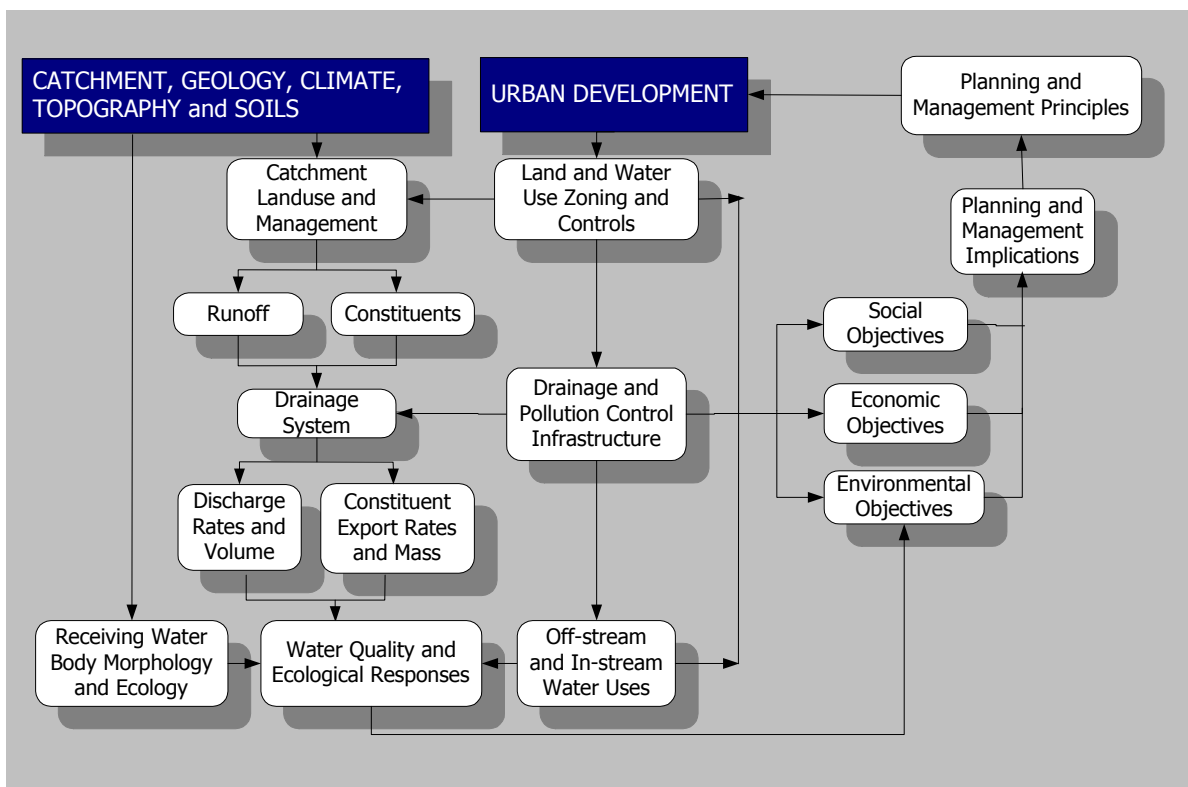 CATCHMENT, GEOLOGY, CLIMATE,
TOPOGRAPHY and SOILS
URBAN DEVELOPMENT
Planning and
Management Principles
Catchment
Landuse and
Management
Land and Water
Use Zoning and
Controls
Planning and
Management
Implications
Runoff
Constituents
Social
Objectives
Drainage
System
Drainage and
Pollution Control
Infrastructure
Economic
Objectives
Discharge
Rates and
Volume
Constituent
Export Rates
and Mass
Environmental
Objectives
Receiving Water
Body Morphology
and Ecology
Water Quality and
Ecological Responses
Off-stream
and In-stream
Water Uses